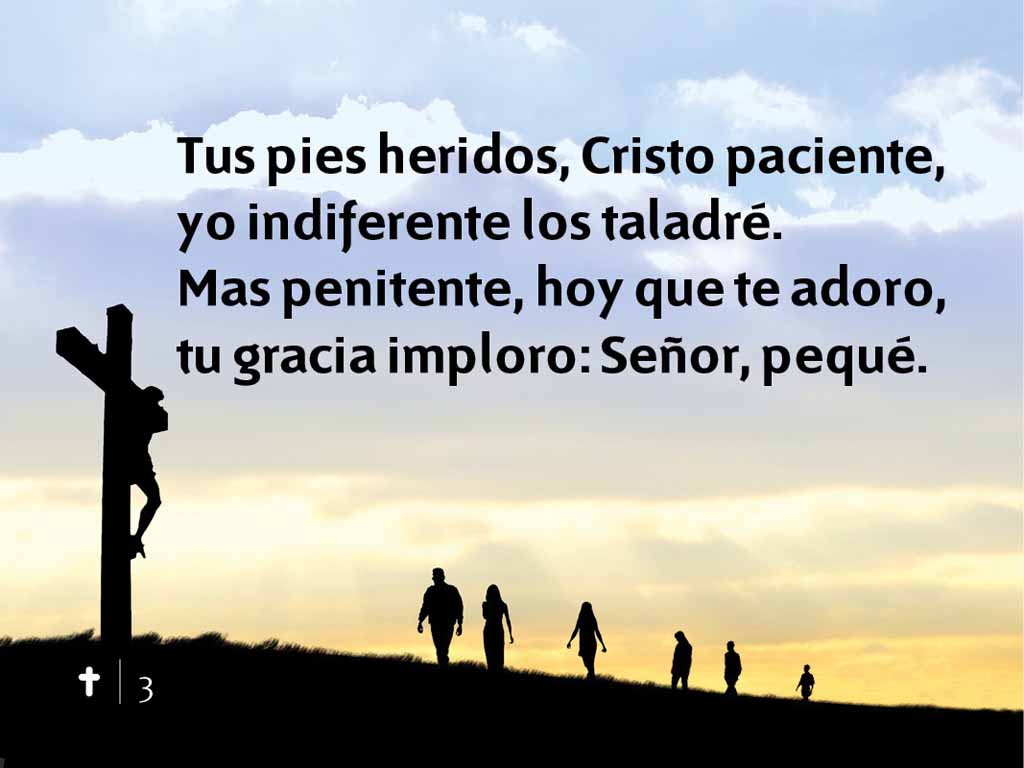 Tus pies heridos, Cristo paciente,
yo indiferente los taladré.
Mas penitente, hoy que te adoro,
tu gracia imploro: Señor, pequé.
3